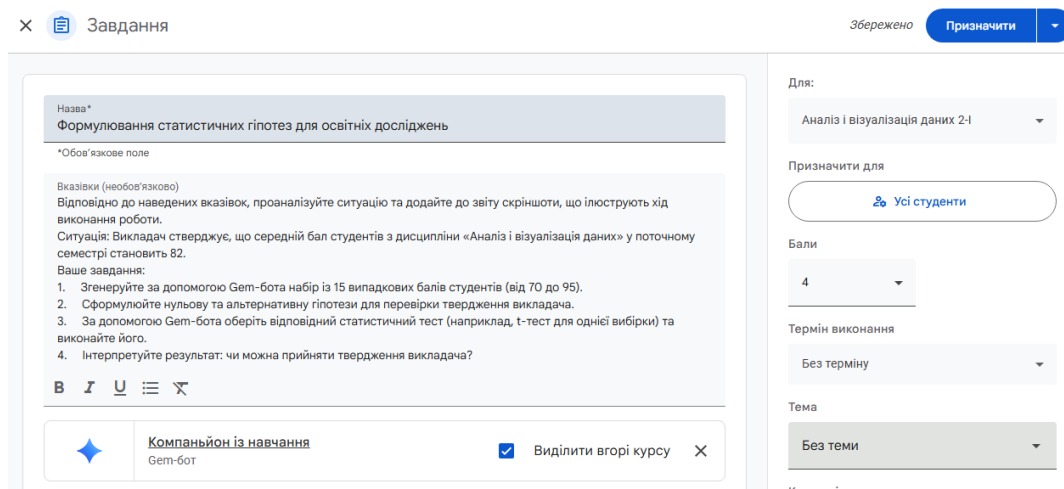 Завдання
Збережено
Призначити
Назва*
Формулювання статистичних гіпотез для освітніх досліджень
*Обов'язкове поле
Вказівки (необов'язково)
Відповідно до наведених вказівок, проаналізуйте ситуацію та додайте до звіту скріншоти, що ілюструють хід
виконання роботи.
Ситуація: Викладач стверджує, що середній бал студентів з дисципліни «Аналіз і візуалізація даних» у поточному
семестрі становить 82.
Ваше завдання:
1. Згенеруйте за допомогою Gem-бота набір із 15 випадкових балів студентів (від 70 до 95).
2. Сформулюйте нульову та альтернативну гіпотези для перевірки твердження викладача.
3. За допомогою Gem-бота оберіть відповідний статистичний тест (наприклад, t-тест для однієї вибірки) та
виконайте його.
4. Інтерпретуйте результат: чи можна прийняти твердження викладача?
B I U
Компаньйон із навчання
Gem-бот
Виділити вгорі курсу
Для:
Аналіз і візуалізація даних 2-І
Призначити для
Усі студенти
Бали
4
Термін виконання
Без терміну
Тема
Без теми